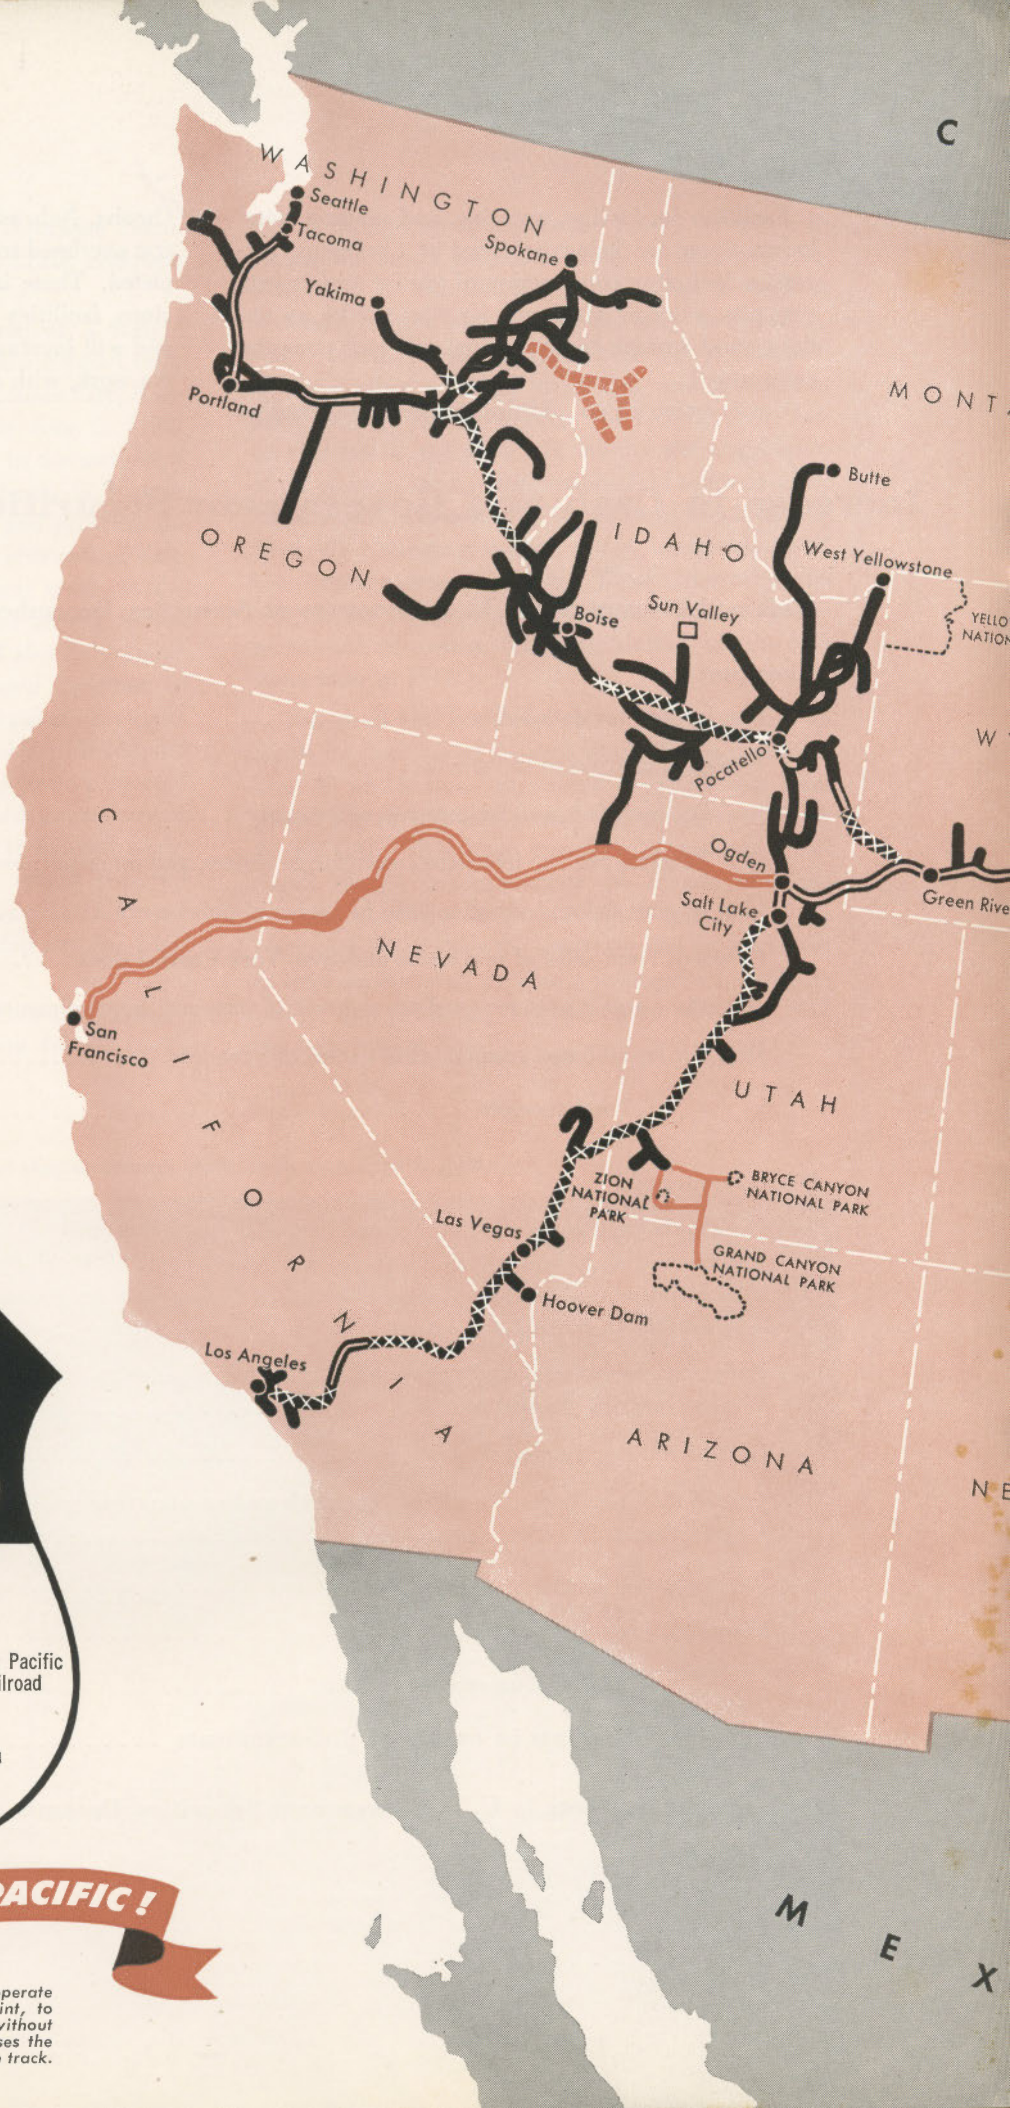 C
WASHINGTON
Seattle
Tacoma
Spokane
Yakima
Portland
MONT
Butte
OREGON
IDAHO
West Yellowstone
Sun Valley
Boise
YELLO
NATION
W
Pocatello
CALIFORNIA
Ogden
Salt Lake
City
Green Rive
NEVADA
San
Francisco
UTAH
ZION
NATIONAL
PARK
BRYCE CANYON
NATIONAL PARK
Las Vegas
GRAND CANYON
NATIONAL PARK
Hoover Dam
Los Angeles
ARIZONA
NE
Pacific
ilroad
PACIFIC!
MEX
perate
int, to
vithout
ses the
track.